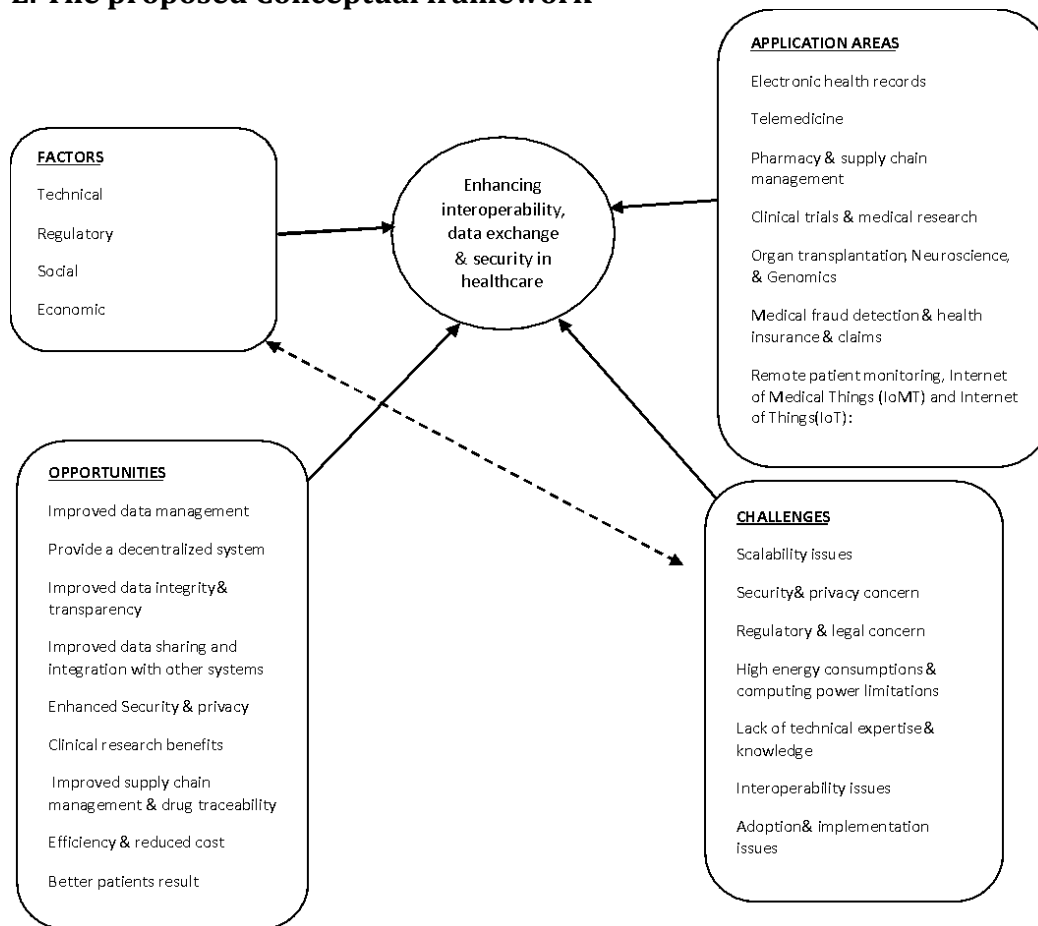 2. The proposed Conceptual framework
APPLICATION AREAS
Electronic health records
Telemedicine
Pharmacy & supply chain
management
Clinical trials & medical research
Organ transplantation, Neuroscience,
& Genomics
Medical fraud detection & health
insurance & claims
Remote patient monitoring, Internet
of Medical Things (IoMT) and Internet
of Things(IoT):
FACTORS
Technical
Regulatory
Social
Economic
Enhancing
interoperability,
data exchange
& security in
healthcare
OPPORTUNITIES
Improved data management
Provide a decentralized system
Improved data integrity &
transparency
Improved data sharing and
integration with other systems
Enhanced Security & privacy
Clinical research benefits
Improved supply chain
management & drug traceability
Efficiency & reduced cost
Better patients result
CHALLENGES
Scalability issues
Security& privacy concern
Regulatory & legal concern
High energy consumptions &
computing power limitations
Lack of technical expertise &
knowledge
Interoperability issues
Adoption& implementation
issues